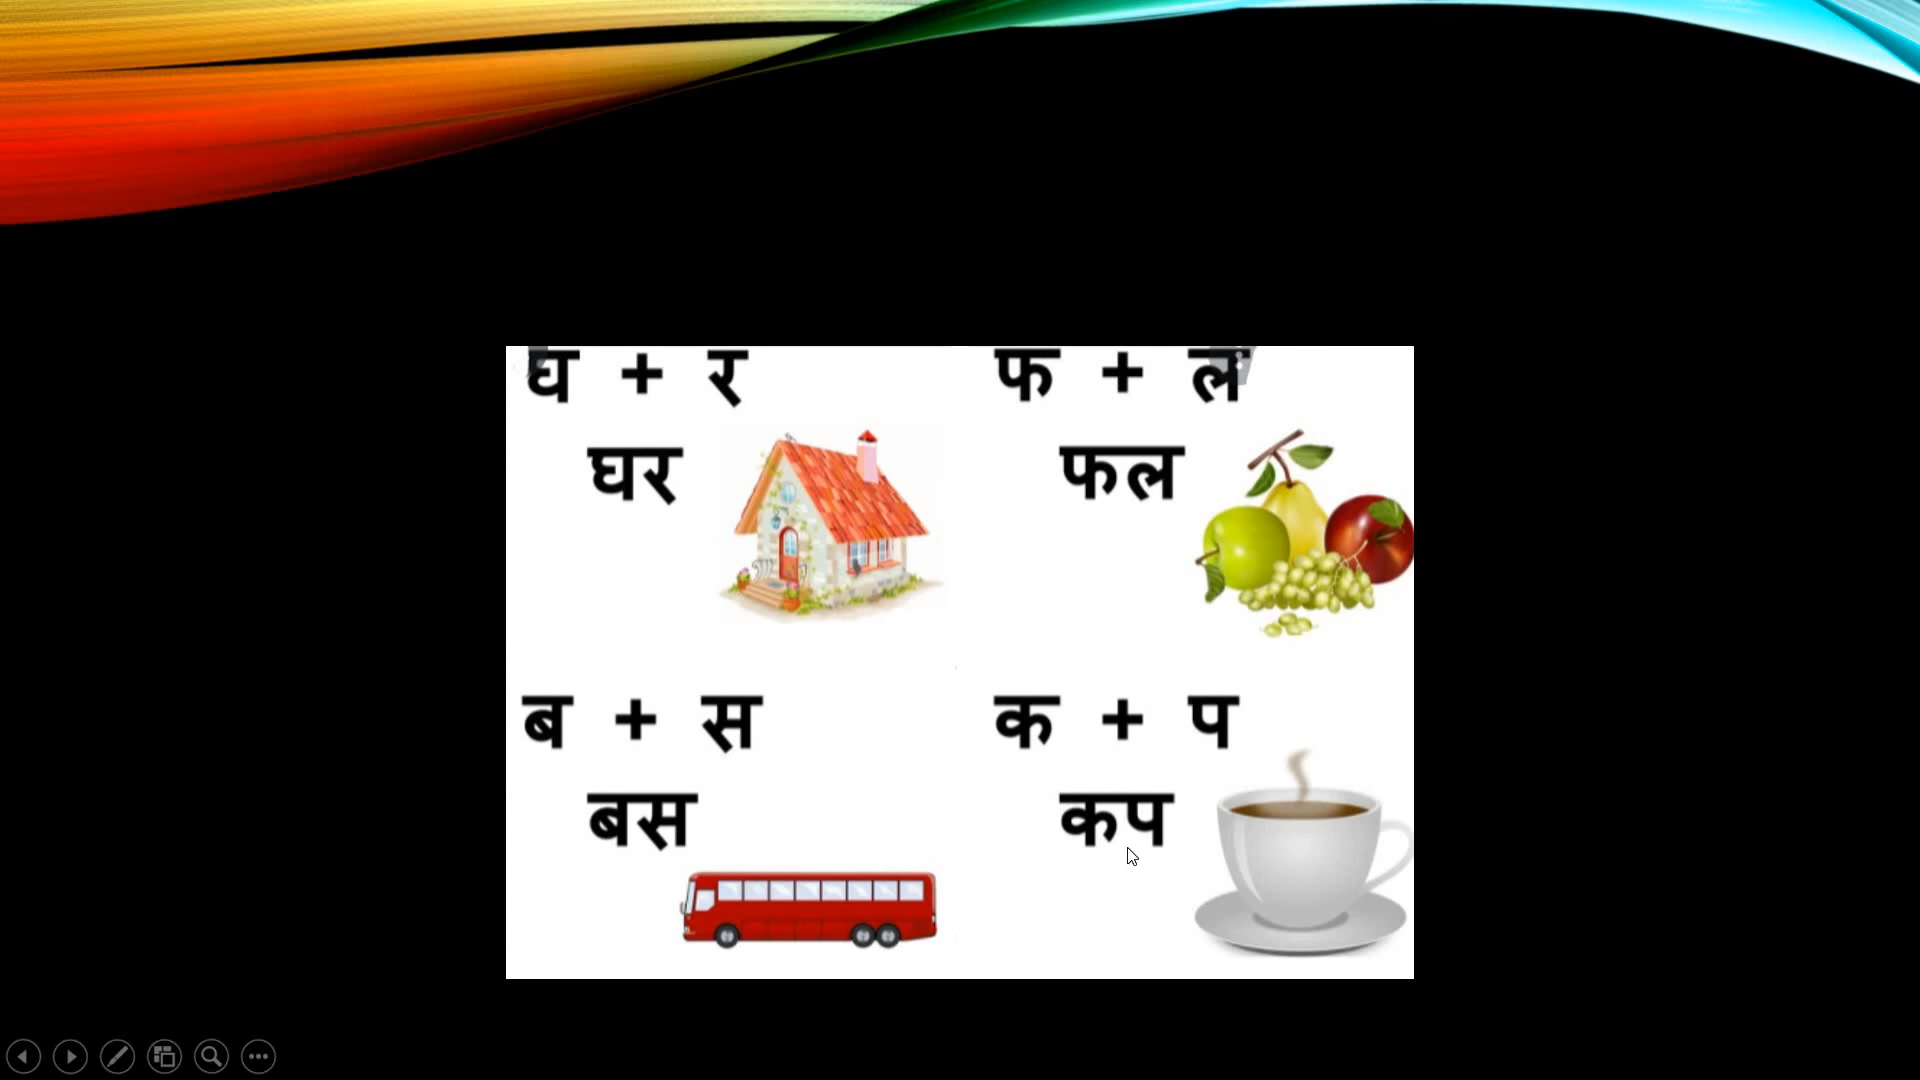 घ + र
घर
फ + ल
फल
ब + स
बस
क + प
कप